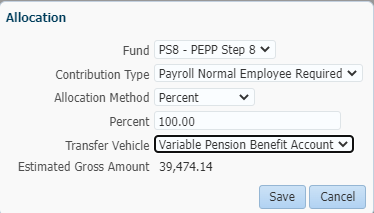 Allocation
Fund PS8 - PEPP Step 8
Contribution Type Payroll Normal Employee Required
Allocation Method Percent
Percent 100.00
Transfer Vehicle Variable Pension Benefit Account
Estimated Gross Amount 39,474.14
Save Cancel